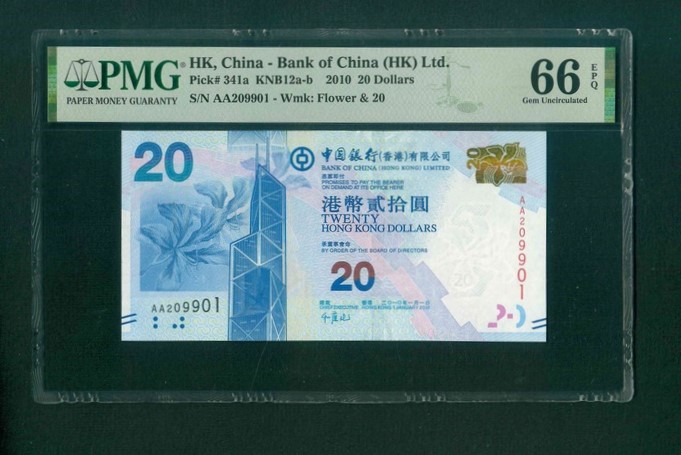 PMG
PAPER MONEY GUARANTY
HK, China - Bank of China (HK) Ltd.
Pick# 341a KNB12a-b 2010 20 Dollars
S/N AA209901 - Wmk: Flower & 20
66 EPQ
Gem Uncirculated
20
中國銀行(香港)有限公司
BANK OF CHINA (HONG KONG) LIMITED
PROMISES TO PAY THE BEARER
ON DEMAND AT ITS OFFICE HERE
港幣貳拾圓
TWENTY
HONG KONG DOLLARS
BY ORDER OF THE BOARD OF DIRECTORS
20
AA209901
AA209901
20
20